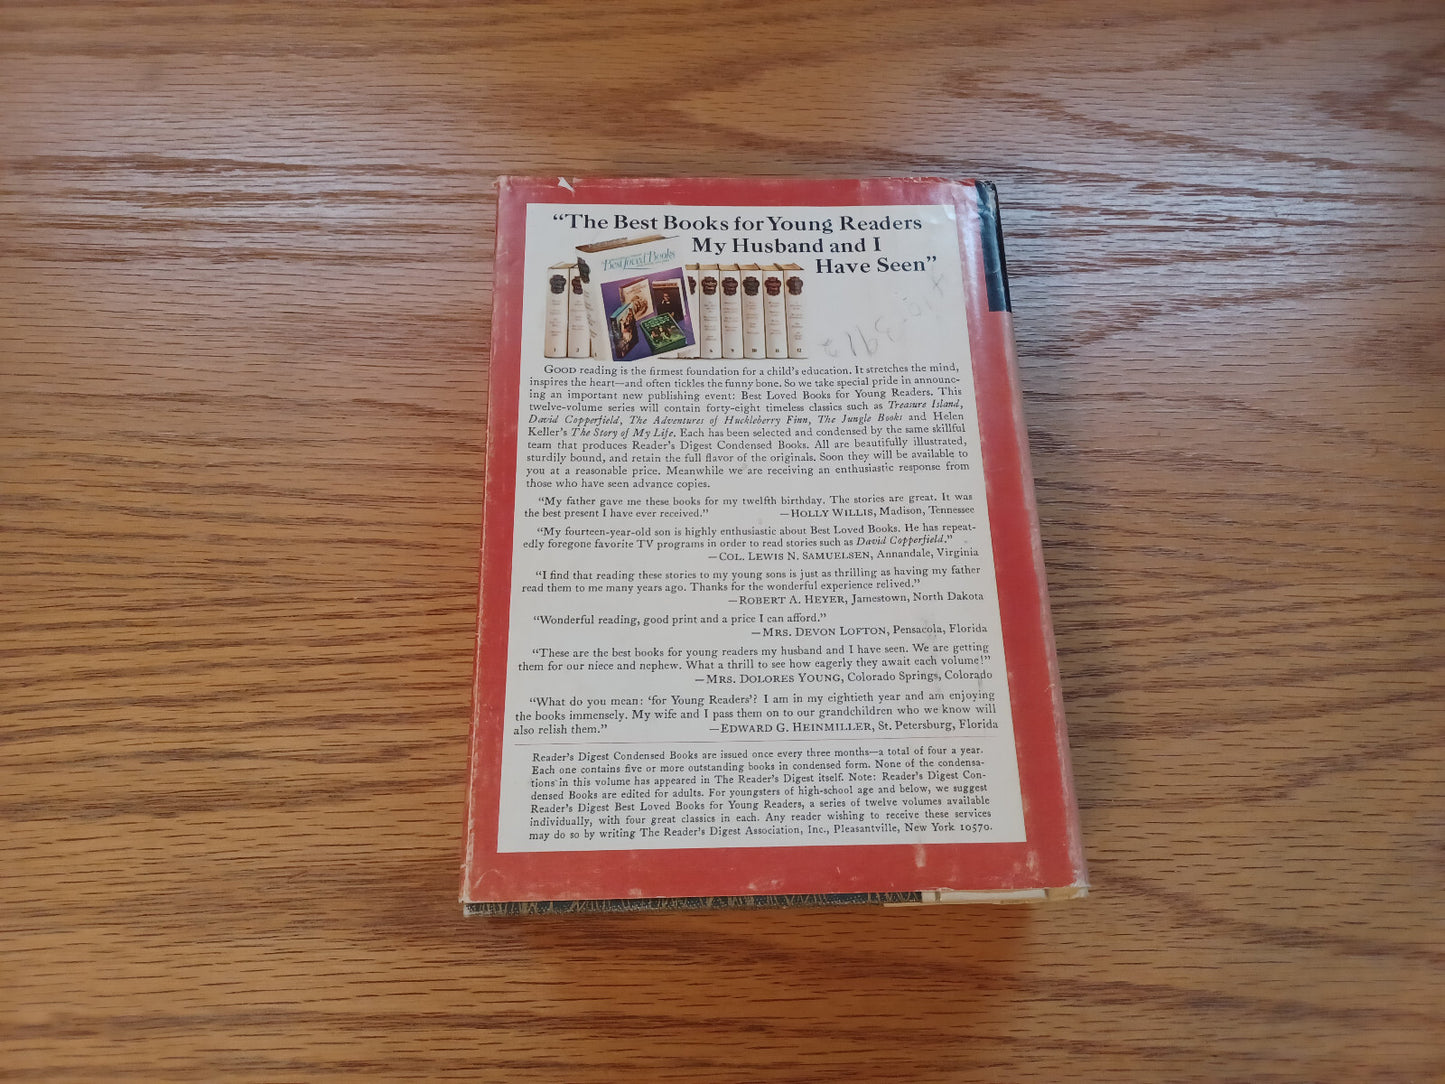 “The Best Books for Young Readers
My Husband and I
Have Seen”
Best Loved Books
1 2 8 9 10 11 12
GOOD reading is the firmest foundation for a child’s education. It stretches the mind,
inspires the heart—and often tickles the funny bone. So we take special pride in announc-
ing an important new publishing event: Best Loved Books for Young Readers. This
twelve-volume series will contain forty-eight timeless classics such as Treasure Island,
David Copperfield, The Adventures of Huckleberry Finn, The Jungle Books and Helen
Keller’s The Story of My Life. Each has been selected and condensed by the same skillful
team that produces Reader’s Digest Condensed Books. All are beautifully illustrated,
sturdily bound, and retain the full flavor of the originals. Soon they will be available to
you at a reasonable price. Meanwhile we are receiving an enthusiastic response from
those who have seen advance copies.
“My father gave me these books for my twelfth birthday. The stories are great. It was
the best present I have ever received.” —HOLLY WILLIS, Madison, Tennessee
“My fourteen-year-old son is highly enthusiastic about Best Loved Books. He has repeat-
edly foregone favorite TV programs in order to read stories such as David Copperfield.”
—COL. LEWIS N. SAMUELSEN, Annandale, Virginia
“I find that reading these stories to my young sons is just as thrilling as having my father
read them to me many years ago. Thanks for the wonderful experience relived.”
—ROBERT A. HEYER, Jamestown, North Dakota
“Wonderful reading, good print and a price I can afford.”
—MRS. DEVON LOFTON, Pensacola, Florida
“These are the best books for young readers my husband and I have seen. We are getting
them for our niece and nephew. What a thrill to see how eagerly they await each volume!”
—MRS. DOLORES YOUNG, Colorado Springs, Colorado
“What do you mean: ‘for Young Readers’? I am in my eightieth year and am enjoying
the books immensely. My wife and I pass them on to our grandchildren who we know will
also relish them.” —EDWARD G. HEINMILLER, St. Petersburg, Florida
Reader’s Digest Condensed Books are issued once every three months—a total of four a year.
Each one contains five or more outstanding books in condensed form. None of the condensa-
tions in this volume has appeared in The Reader’s Digest itself. Note: Reader’s Digest Con-
densed Books are edited for adults. For youngsters of high-school age and below, we suggest
Reader’s Digest Best Loved Books for Young Readers, a series of twelve volumes available
individually, with four great classics in each. Any reader wishing to receive these services
may do so by writing The Reader’s Digest Association, Inc., Pleasantville, New York 10570.